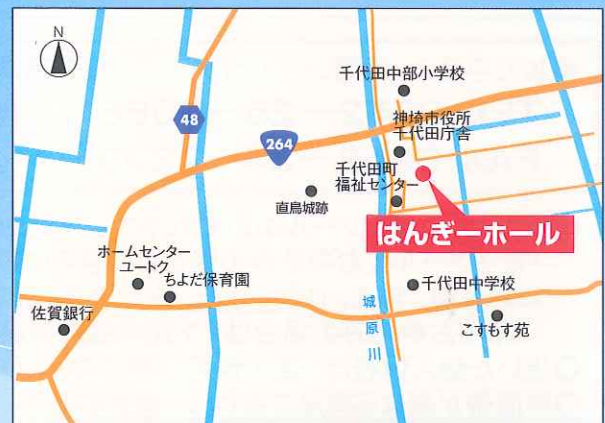 N
千代田中部小学校
48
264
神埼市役所
千代田庁舎
千代田町
福祉センター
直鳥城跡
はんぎーホール
ホームセンター
ユートク
ちよだ保育園
千代田中学校
佐賀銀行
城原川
こすもす苑